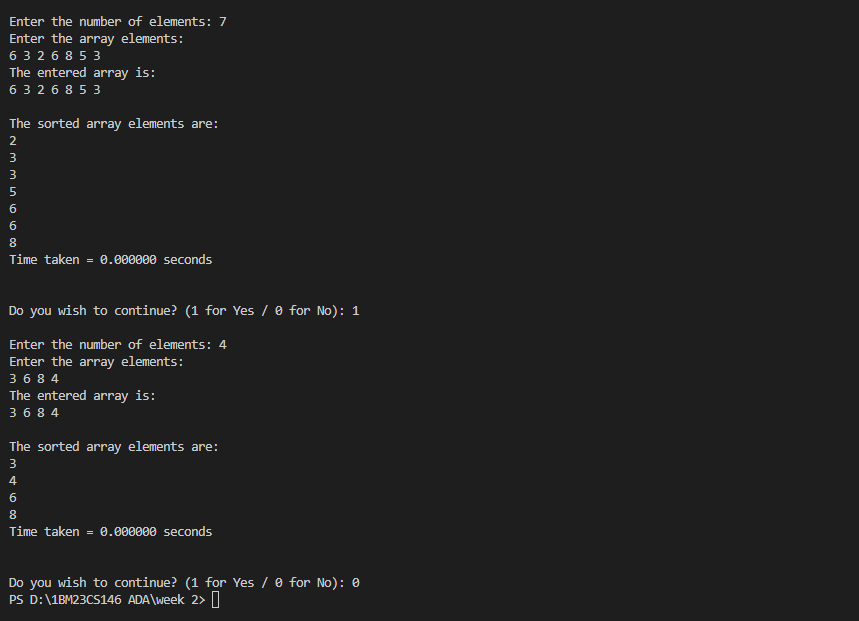 Enter the number of elements: 7
Enter the array elements:
6 3 2 6 8 5 3
The entered array is:
6 3 2 6 8 5 3
The sorted array elements are:
2
3
3
5
6
6
8
Time taken = 0.000000 seconds
Do you wish to continue? (1 for Yes / 0 for No): 1
Enter the number of elements: 4
Enter the array elements:
3 6 8 4
The entered array is:
3 6 8 4
The sorted array elements are:
3
4
6
8
Time taken = 0.000000 seconds
Do you wish to continue? (1 for Yes / 0 for No): 0
PS D:\1BM23CS146 ADA\week 2>